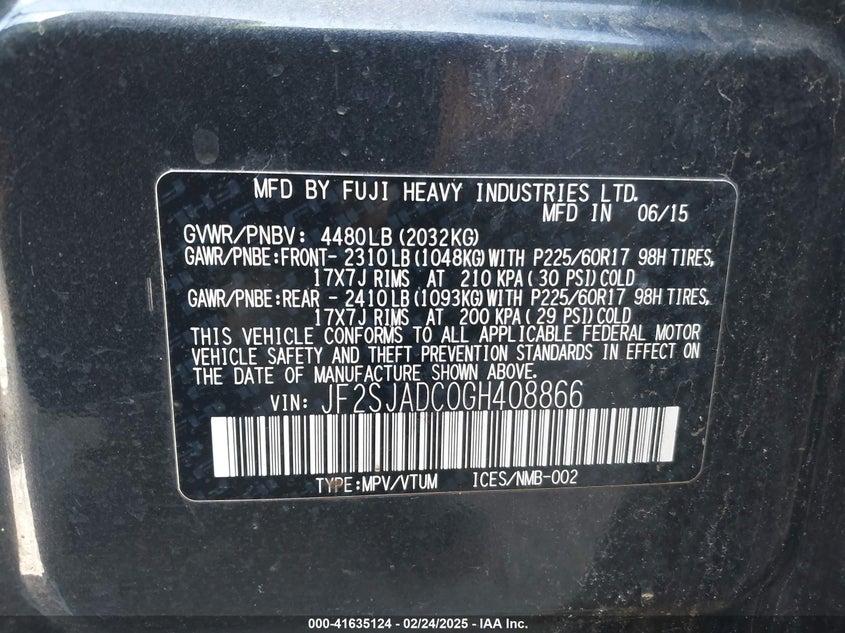 MFD BY FUJI HEAVY INDUSTRIES LTD.
MFD IN 06/15
GVWR/PNBV: 4480LB(2032KG)
GAWR/PNBE:FRONT- 2310LB(1048KG)WITH P225/60R17 98H TIRES,
17X7J RIMS AT 210 KPA(30 PSI)COLD
GAWR/PNBE:REAR - 2410LB(1093KG)WITH P225/60R17 98H TIRES,
17X7J RIMS AT 200 KPA(29 PSI)COLD
THIS VEHICLE CONFORMS TO ALL APPLICABLE FEDERAL MOTOR
VEHICLE SAFETY AND THEFT PREVENTION STANDARDS IN EFFECT ON
THE DATE OF MANUFACTURE SHOWN ABOVE.
VIN: JF2SJADC0GH408866
TYPE:MPV/VTUM ICES/NMB-002
000-41635124 - 02/24/2025 - IAA Inc.